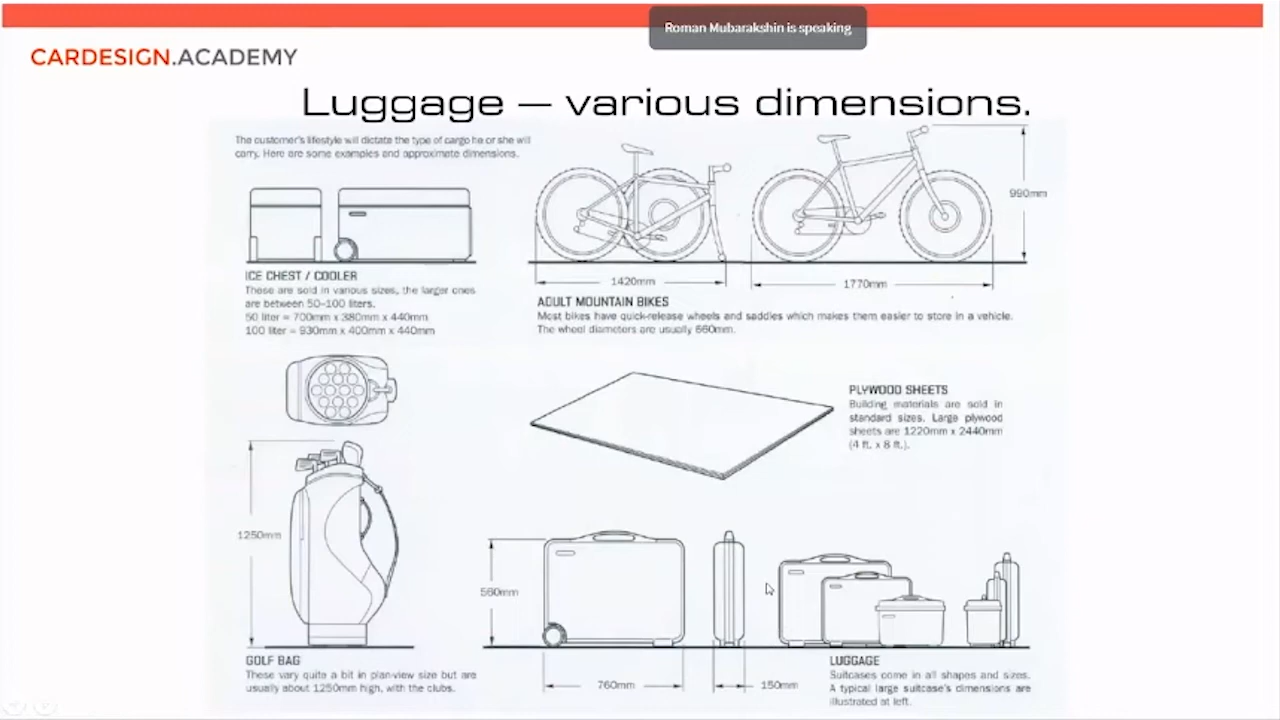 Roman Mubarakshin is speaking
CARDESIGN.ACADEMY
Luggage — various dimensions.
The customer's lifestyle will dictate the type of cargo he or she will
carry. Here are some examples and approximate dimensions.
990mm
1420mm
1770mm
ICE CHEST / COOLER
These are sold in various sizes, the larger ones
are between 50-100 liters.
50 liter = 700mm x 380mm x 440mm
100 liter = 930mm x 400mm x 440mm
ADULT MOUNTAIN BIKES
Most bikes have quick-release wheels and saddles which makes them easier to store in a vehicle.
The wheel diameters are usually 660mm.
PLYWOOD SHEETS
Building materials are sold in
standard sizes. Large plywood
sheets are 1220mm x 2440mm
(4 ft. x 8 ft.).
1250mm
560mm
GOLF BAG
These vary quite a bit in plan-view size but are
usually about 1250mm high, with the clubs.
760mm
150mm
LUGGAGE
Suitcases come in all shapes and sizes.
A typical large suitcase's dimensions are
illustrated at left.